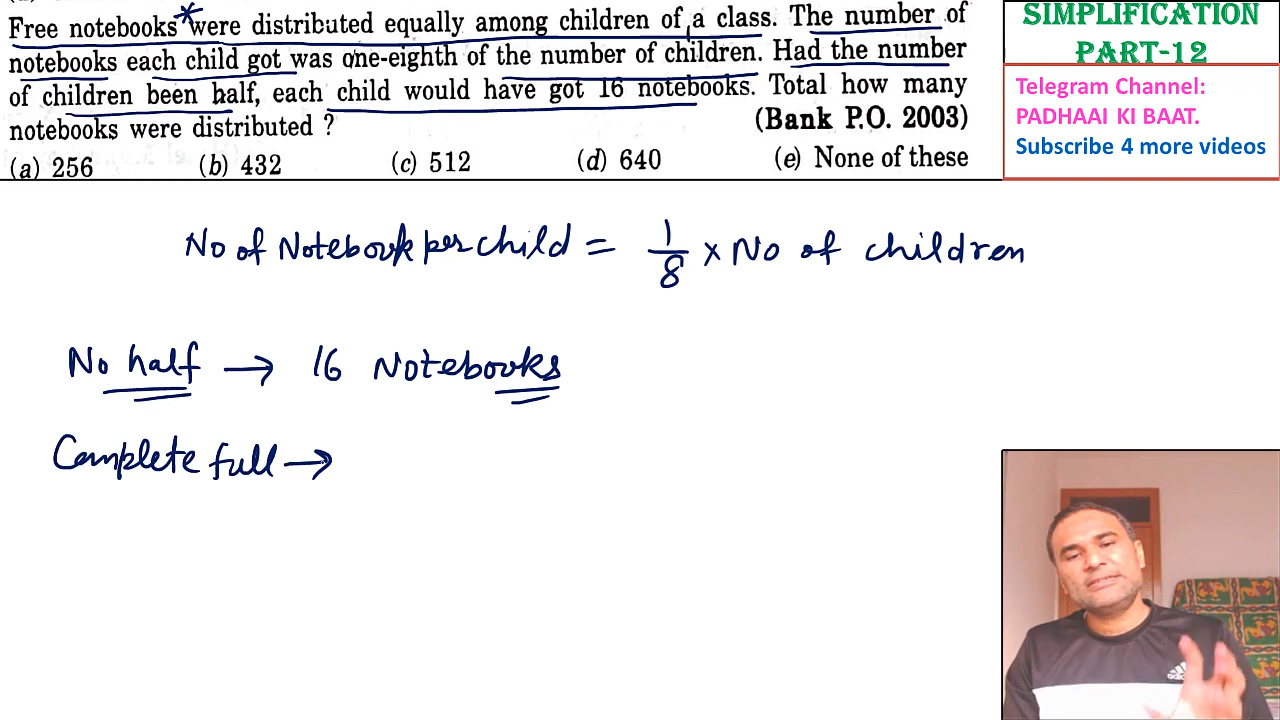 Free notebooks were distributed equally among children of a class. The number of
notebooks each child got was one-eighth of the number of children. Had the number
of children been half, each child would have got 16 notebooks. Total how many
notebooks were distributed ?
(Bank P.O. 2003)
(a) 256 (b) 432 (c) 512 (d) 640 (e) None of these
SIMPLIFICATION
PART-12
Telegram Channel:
PADHAAI KI BAAT.
Subscribe 4 more videos
No of Notebook per child = 1/8 × No of children
No half → 16 Notebooks
Complete full →
adidas